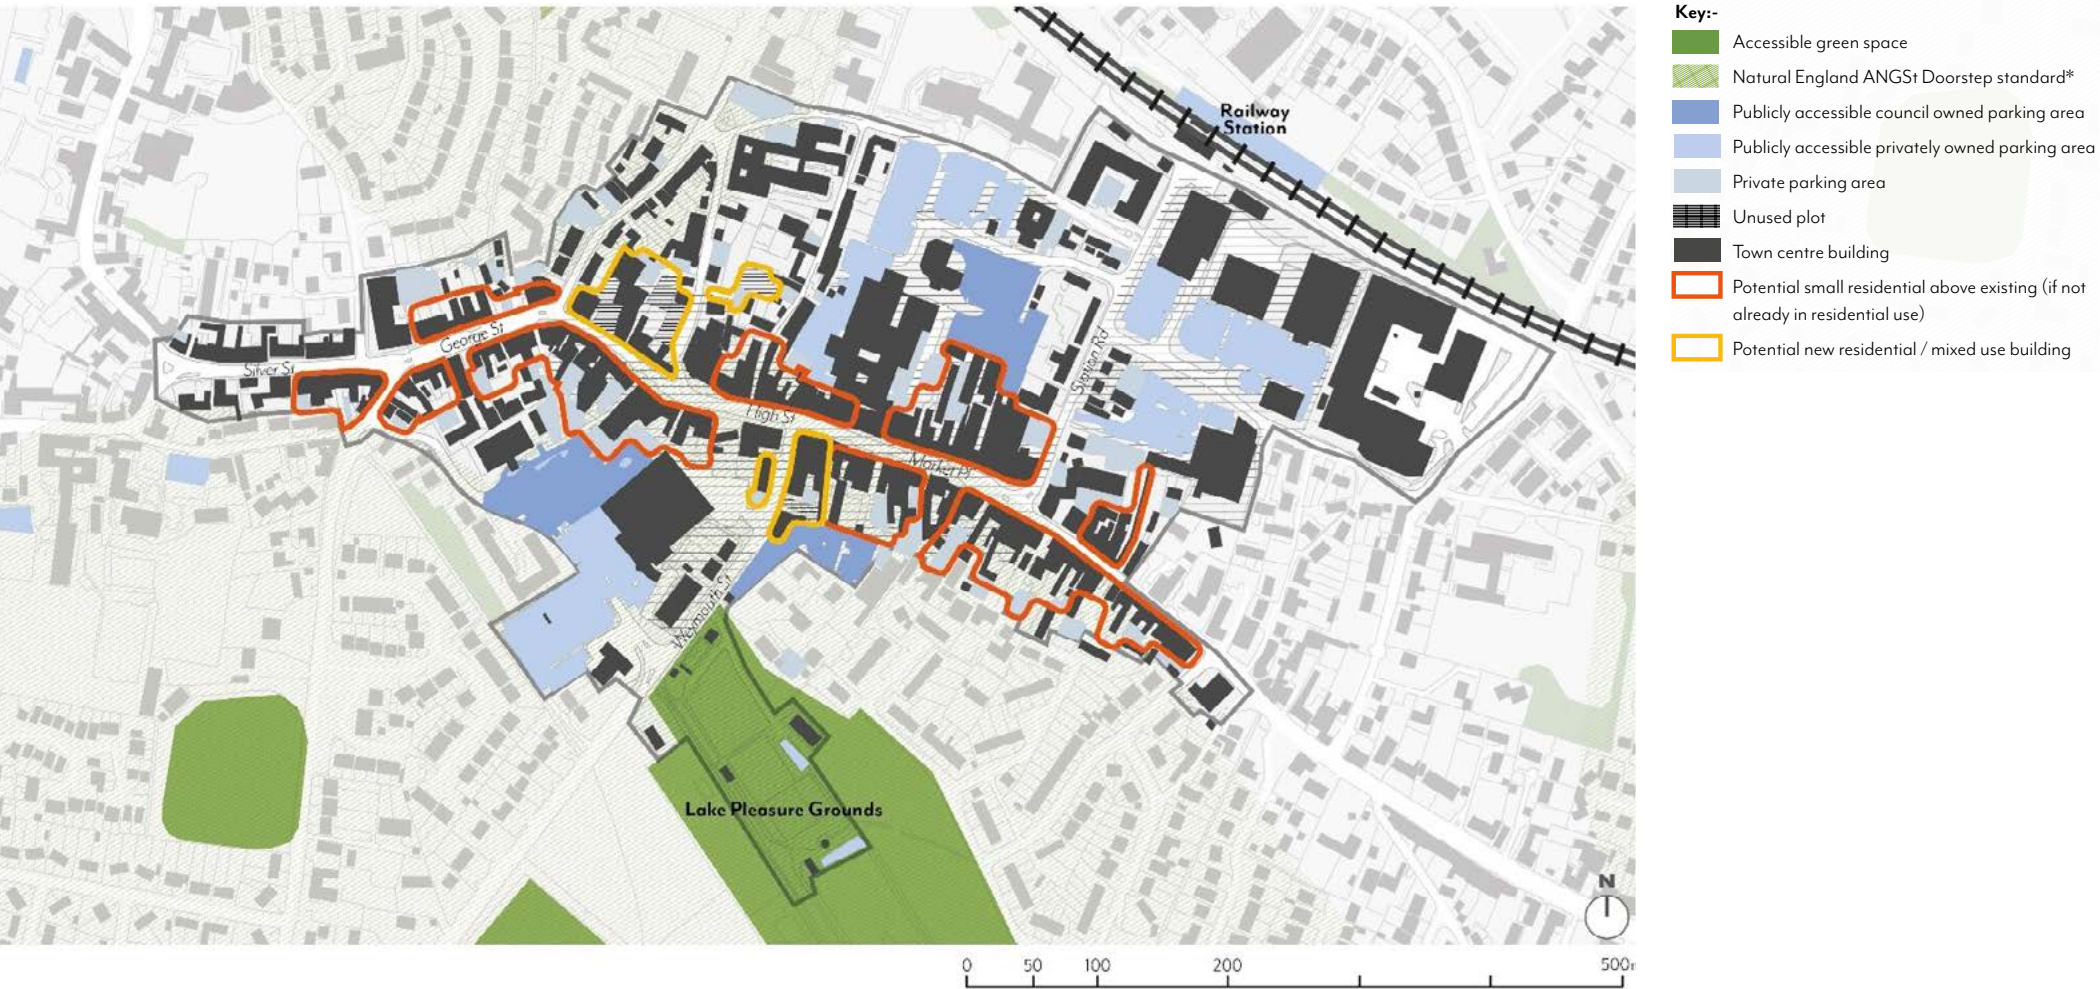 Key:-
Accessible green space
Natural England ANGSt Doorstep standard*
Publicly accessible council owned parking area
Publicly accessible privately owned parking area
Private parking area
Unused plot
Town centre building
Potential small residential above existing (if not
already in residential use)
Potential new residential / mixed use building
Railway
Station
George St
Silver St
Station Rd
High St
Market Pl
Weymouth St
Lake Pleasure Grounds
N
0 50 100 200 500m